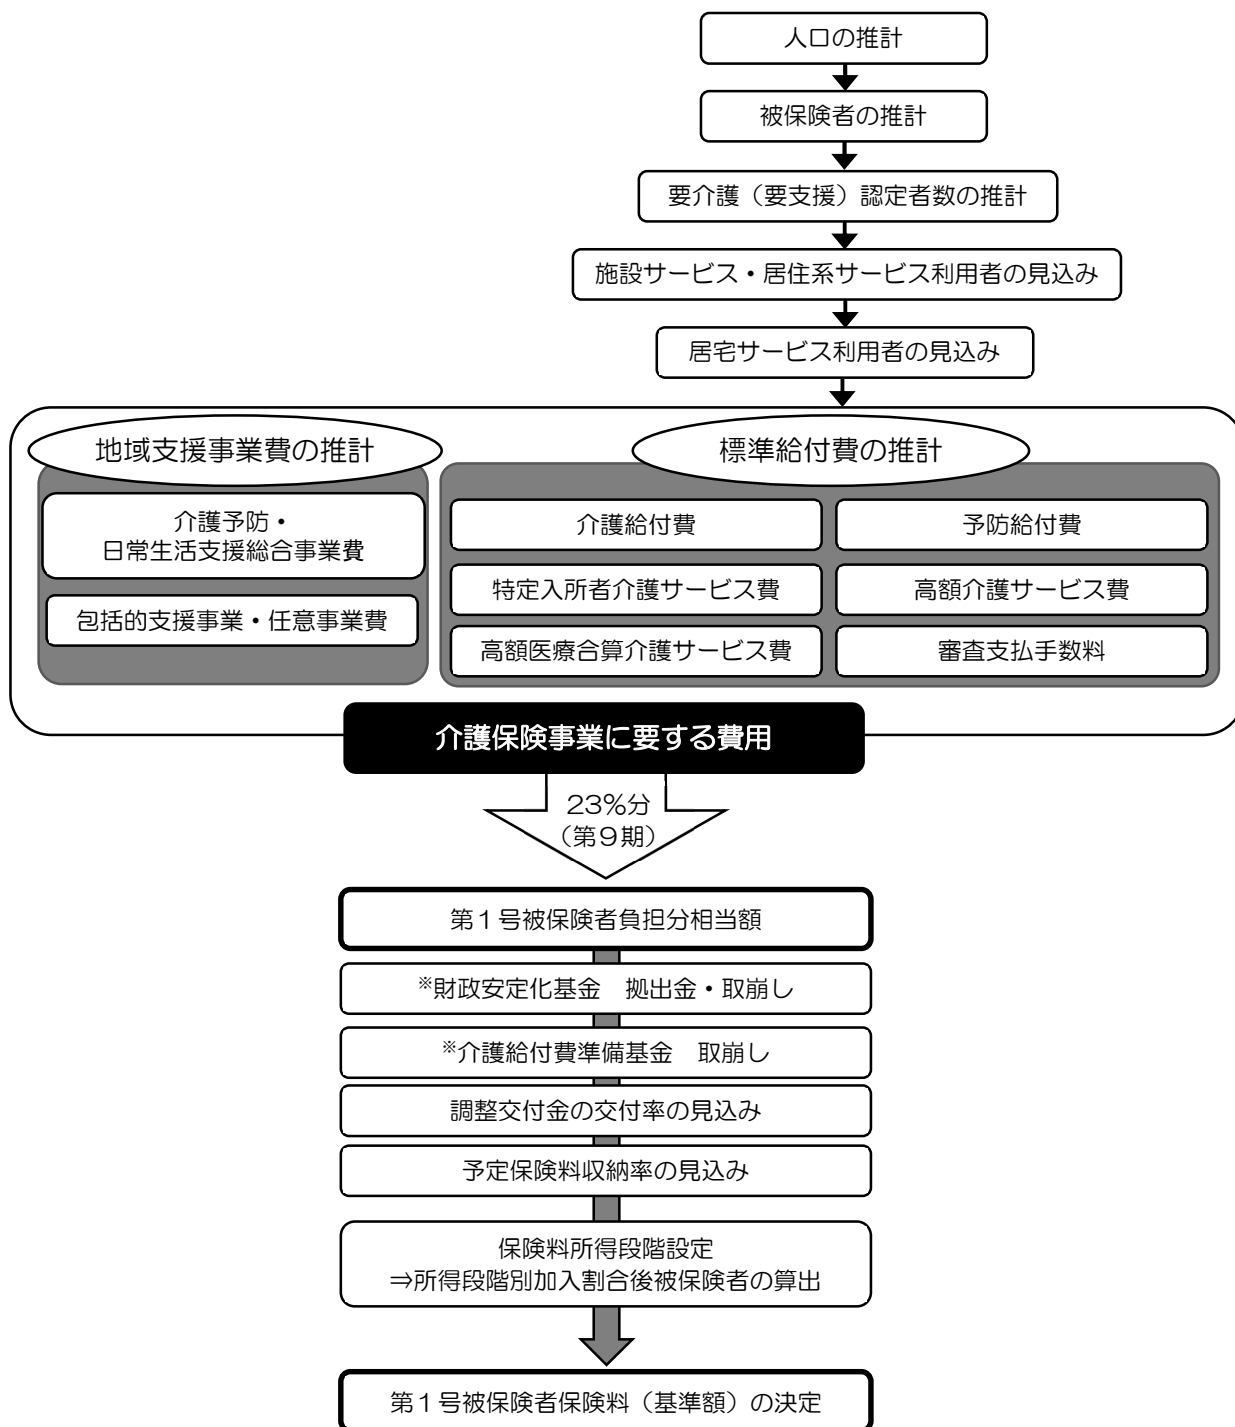 人口の推計
被保険者の推計
要介護（要支援）認定者数の推計
施設サービス・居住系サービス利用者の見込み
居宅サービス利用者の見込み
地域支援事業費の推計
介護予防・
日常生活支援総合事業費
包括的支援事業・任意事業費
標準給付費の推計
介護給付費
予防給付費
特定入所者介護サービス費
高額介護サービス費
高額医療合算介護サービス費
審査支払手数料
介護保険事業に要する費用
23%分
（第９期）
第１号被保険者負担分相当額
※財政安定化基金　拠出金・取崩し
※介護給付費準備基金　取崩し
調整交付金の交付率の見込み
予定保険料収納率の見込み
保険料所得段階設定
⇒所得段階別加入割合後被保険者の算出
第１号被保険者保険料（基準額）の決定